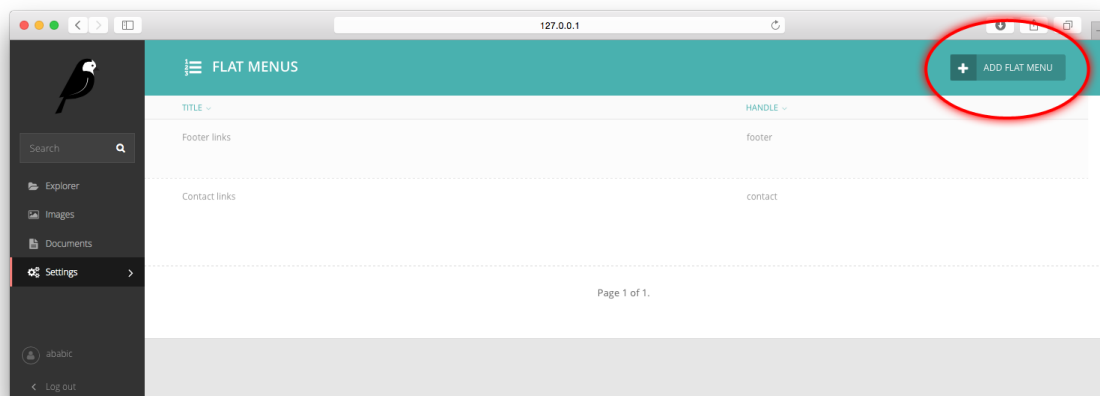 127.0.0.1
FLAT MENUS
ADD FLAT MENU
TITLE
HANDLE
Search
Footer links
footer
Explorer
Contact links
contact
Images
Documents
Settings
Page 1 of 1.
ababic
Log out